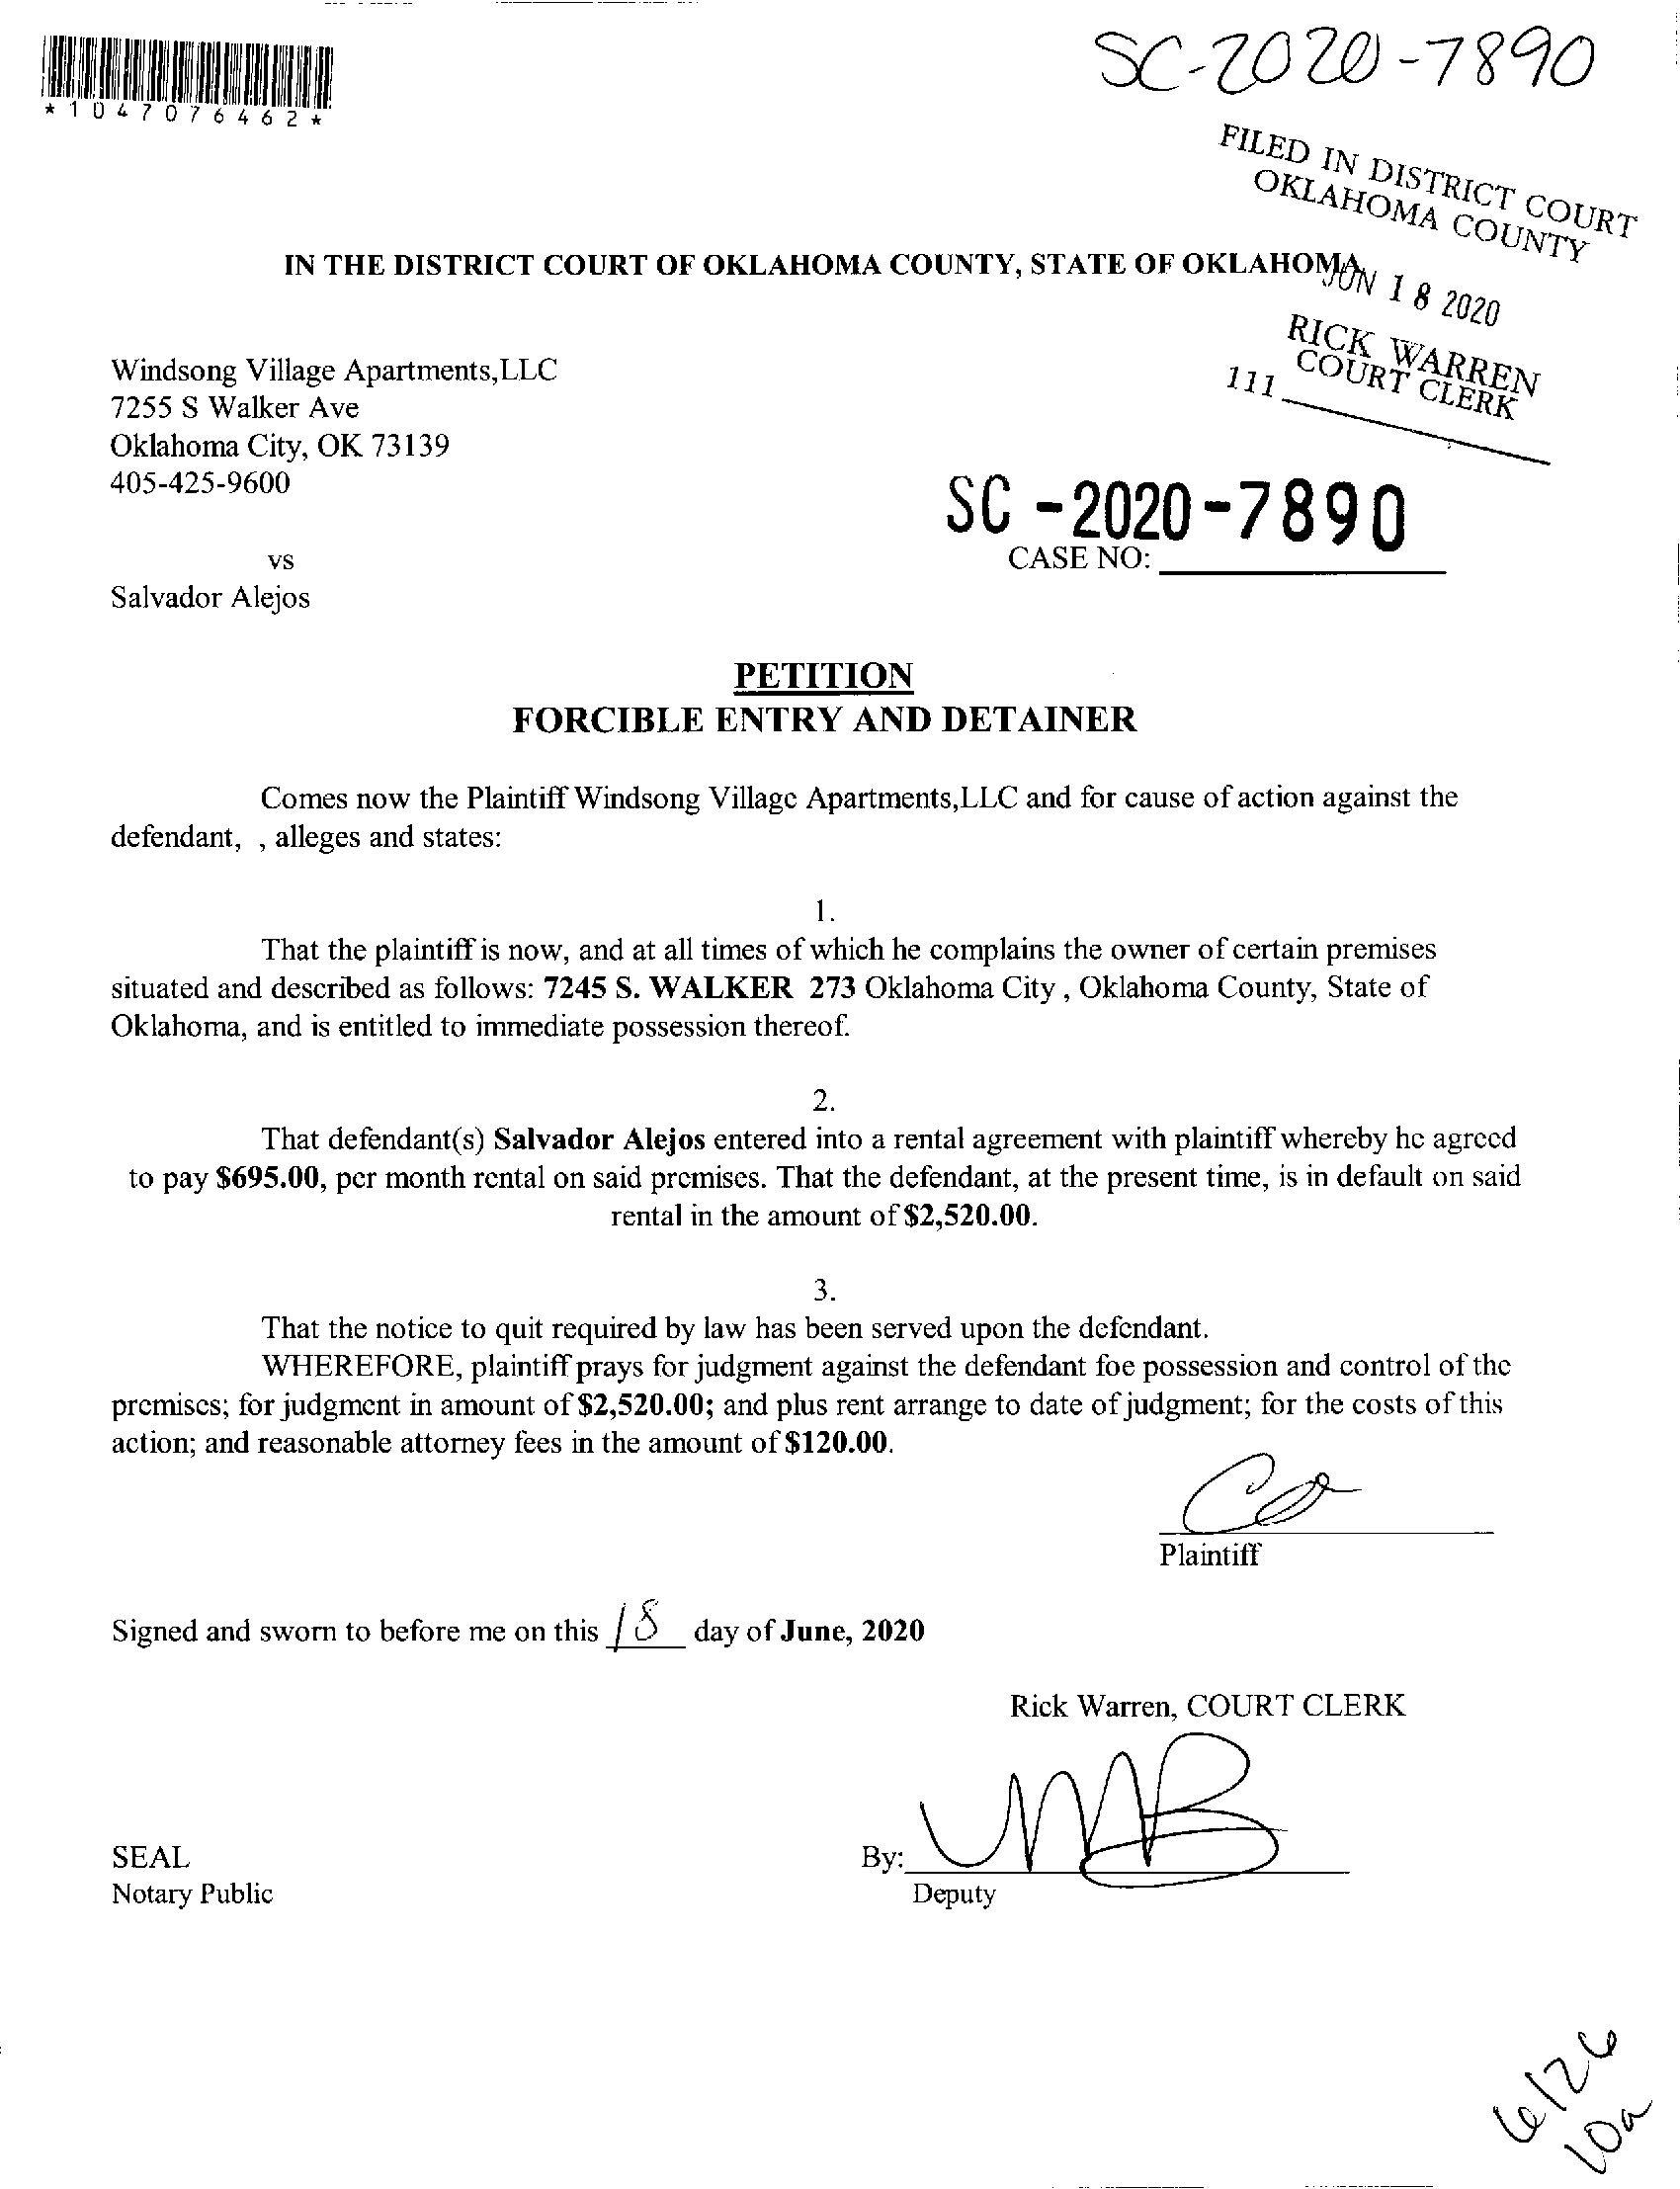 SC-2020-7890
*1047076462*
FILED IN DISTRICT COURT
OKLAHOMA COUNTY
IN THE DISTRICT COURT OF OKLAHOMA COUNTY, STATE OF OKLAHOMA
JUN 18 2020
RICK WARREN
COURT CLERK
111
Windsong Village Apartments,LLC
7255 S Walker Ave
Oklahoma City, OK 73139
405-425-9600
SC-2020-7890
CASE NO:
vs
Salvador Alejos
PETITION
FORCIBLE ENTRY AND DETAINER
Comes now the Plaintiff Windsong Village Apartments,LLC and for cause of action against the
defendant, , alleges and states:
1.
That the plaintiff is now, and at all times of which he complains the owner of certain premises
situated and described as follows: 7245 S. WALKER 273 Oklahoma City , Oklahoma County, State of
Oklahoma, and is entitled to immediate possession thereof.
2.
That defendant(s) Salvador Alejos entered into a rental agreement with plaintiff whereby he agreed
to pay $695.00, per month rental on said premises. That the defendant, at the present time, is in default on said
rental in the amount of $2,520.00.
3.
That the notice to quit required by law has been served upon the defendant.
WHEREFORE, plaintiff prays for judgment against the defendant foe possession and control of the
premises; for judgment in amount of $2,520.00; and plus rent arrange to date of judgment; for the costs of this
action; and reasonable attorney fees in the amount of $120.00.
Plaintiff
Signed and sworn to before me on this 18 day of June, 2020
Rick Warren, COURT CLERK
SEAL
By:
Notary Public
Deputy
6/26
10a